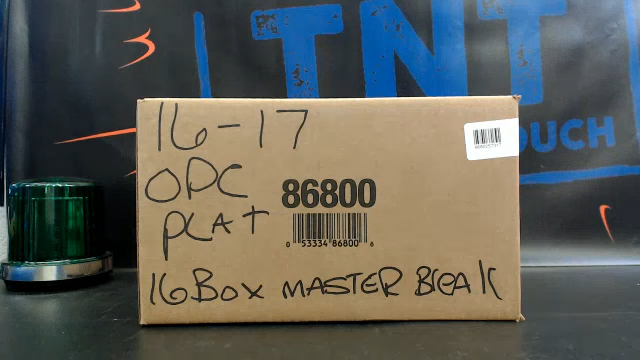 TNT
OUCH
16-17
OPC
PLAT
86800
0 53334 86800 6
16 BOX MASTER BREAK